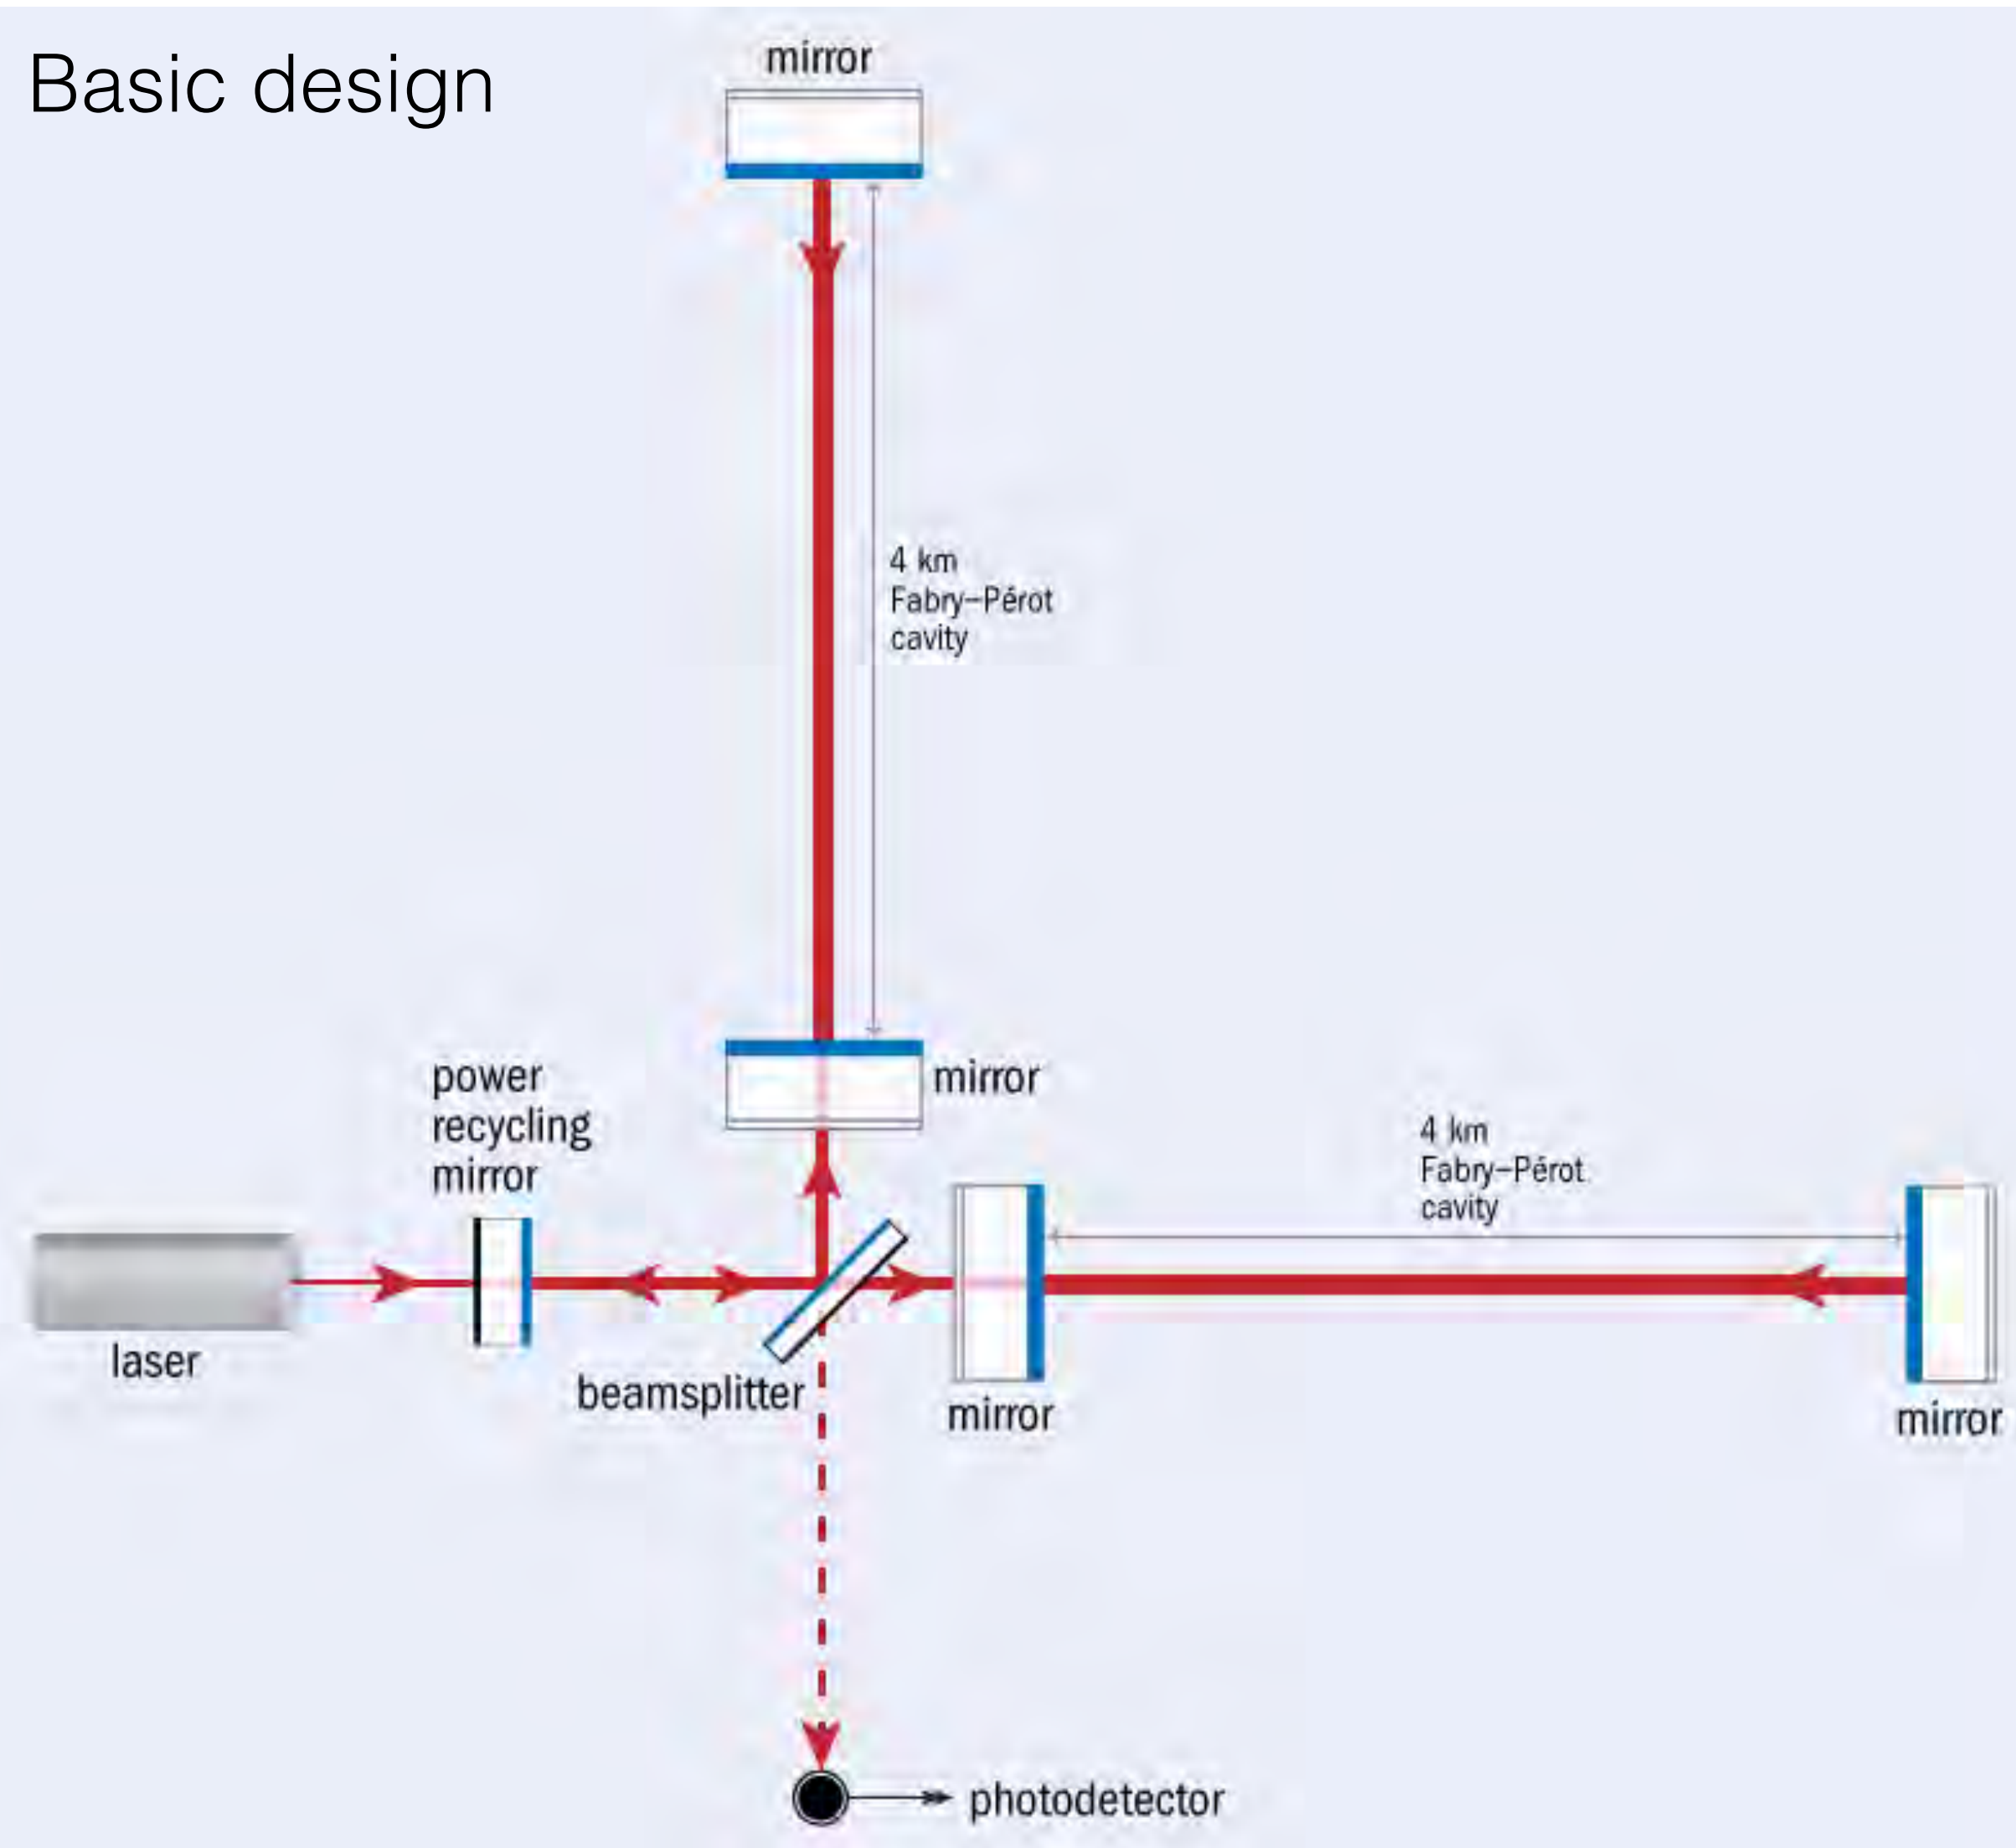 Basic design
mirror
4 km
Fabry–Pérot
cavity
power
recycling
mirror
mirror
4 km
Fabry–Pérot
cavity
laser
beamsplitter
mirror
mirror
photodetector